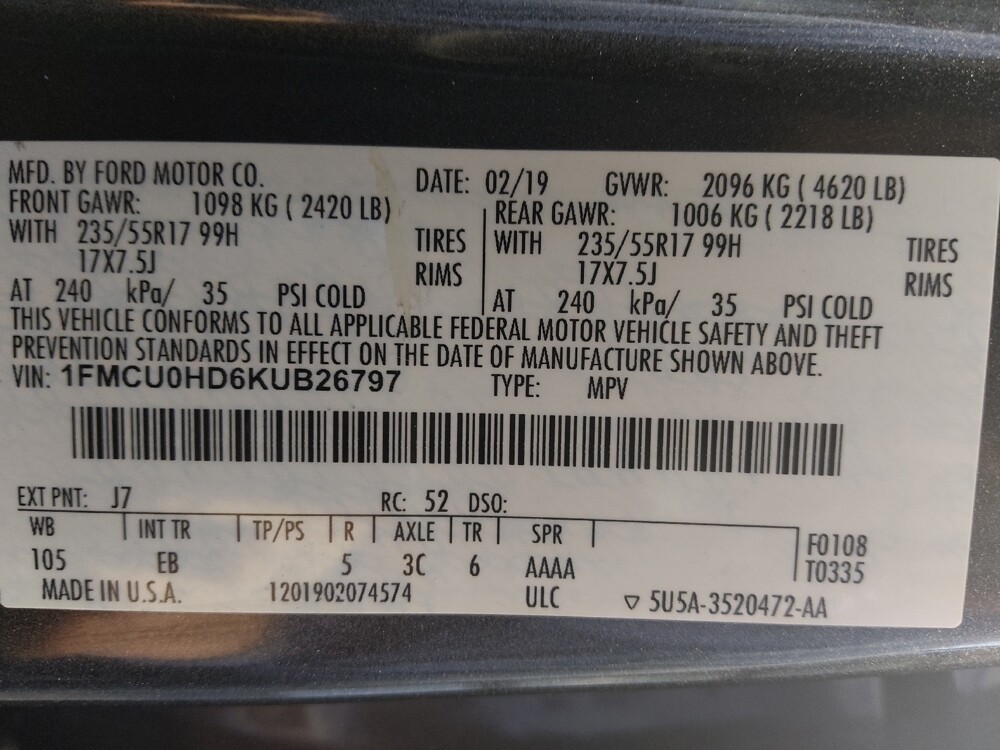 MFD. BY FORD MOTOR CO. DATE: 02/19 GVWR: 2096 KG ( 4620 LB)
FRONT GAWR: 1098 KG ( 2420 LB) REAR GAWR: 1006 KG ( 2218 LB)
WITH 235/55R17 99H TIRES WITH 235/55R17 99H TIRES
17X7.5J RIMS 17X7.5J RIMS
AT 240 kPa/ 35 PSI COLD AT 240 kPa/ 35 PSI COLD
THIS VEHICLE CONFORMS TO ALL APPLICABLE FEDERAL MOTOR VEHICLE SAFETY AND THEFT
PREVENTION STANDARDS IN EFFECT ON THE DATE OF MANUFACTURE SHOWN ABOVE.
VIN: 1FMCU0HD6KUB26797 TYPE: MPV
EXT PNT: J7 RC: 52 DSO:
WB INT TR TP/PS R AXLE TR SPR F0108
105 EB 5 3C 6 AAAA T0335
MADE IN U.S.A. 1201902074574 ULC ▽ 5U5A-3520472-AA